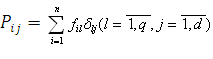 $P_{ij} = \sum_{i=1}^{n} f_{il} \delta_{ij} (l = \overline{1,q}, j = \overline{1,d})$